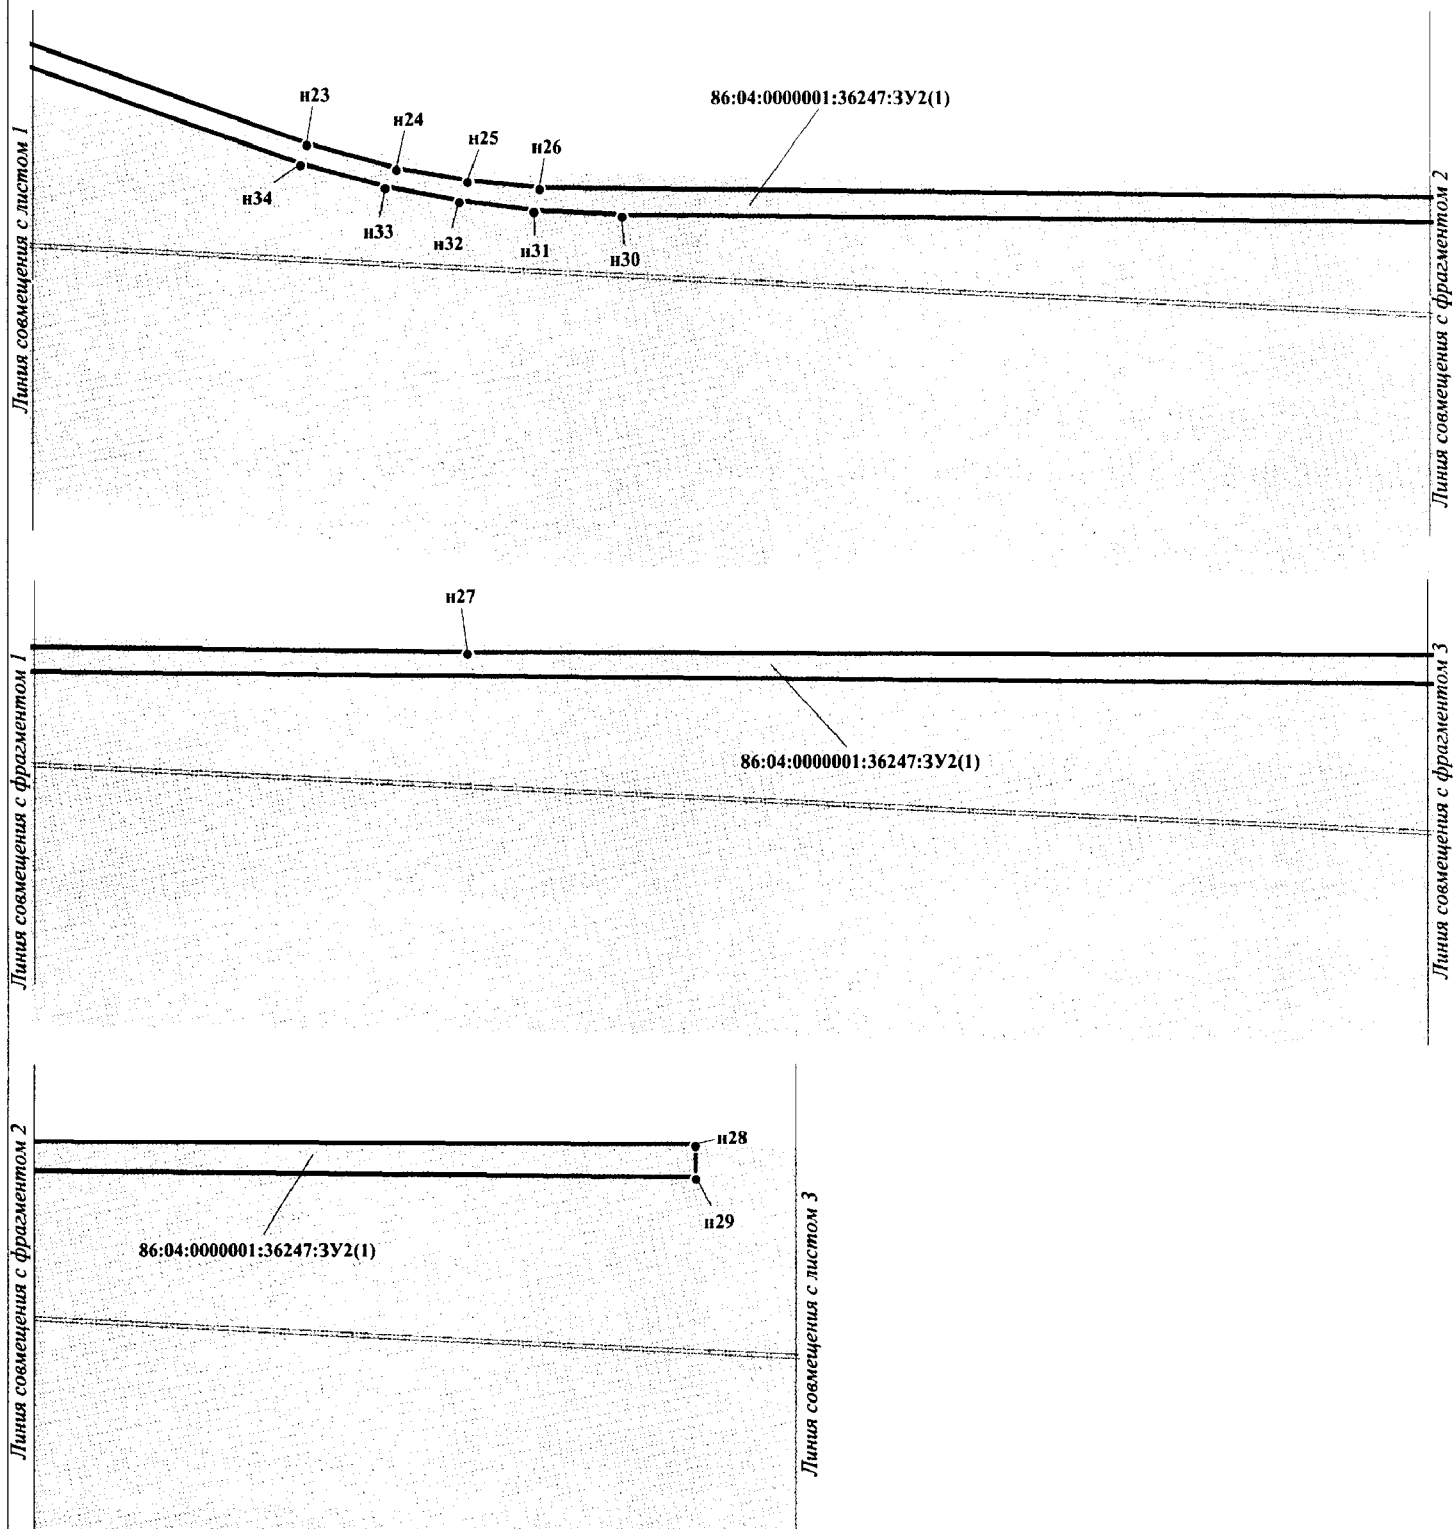 Линия совмещения с листом 1
н23
н24
н25
н26
86:04:0000001:36247:ЗУ2(1)
н34
н33
н32
н31
н30
Линия совмещения с фрагментом 2
Линия совмещения с фрагментом 1
н27
86:04:0000001:36247:ЗУ2(1)
Линия совмещения с фрагментом 3
Линия совмещения с фрагментом 2
н28
н29
86:04:0000001:36247:ЗУ2(1)
Линия совмещения с листом 3